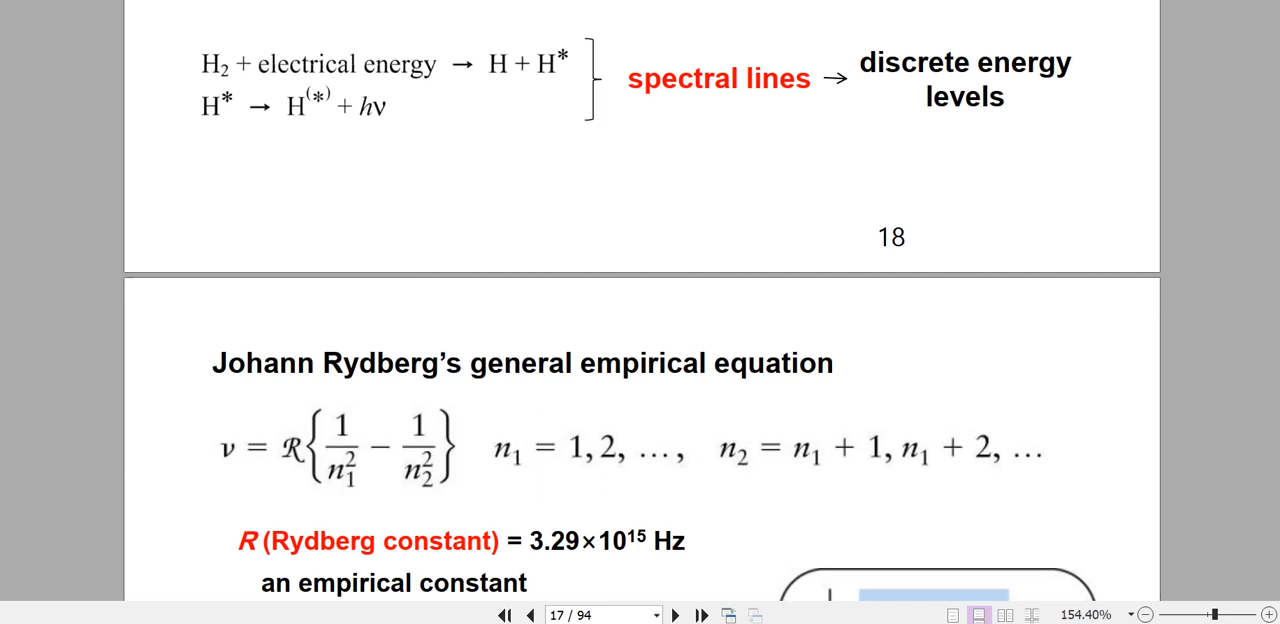 H₂ + electrical energy → H + H*
H* → H⁽*⁾ + hν
spectral lines →
discrete energy
levels
18
Johann Rydberg's general empirical equation
ν = ℛ{1/n₁² − 1/n₂²}   n₁ = 1, 2, …,   n₂ = n₁ + 1, n₁ + 2, …
R (Rydberg constant) = 3.29×10¹⁵ Hz
an empirical constant
17 / 94
154.40%